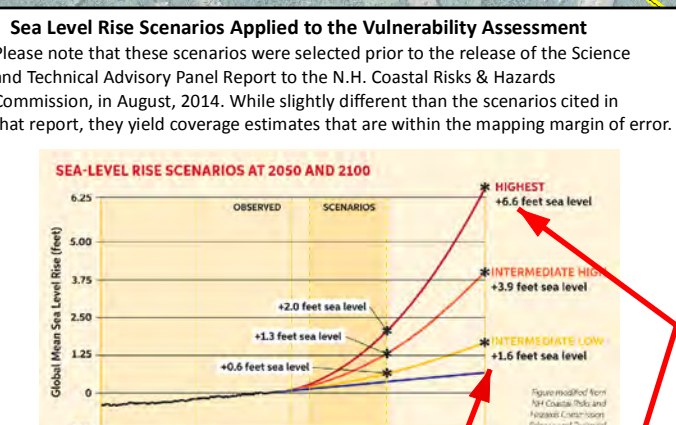 Sea Level Rise Scenarios Applied to the Vulnerability Assessment
Please note that these scenarios were selected prior to the release of the Science
and Technical Advisory Panel Report to the N.H. Coastal Risks & Hazards
Commission, in August, 2014. While slightly different than the scenarios cited in
that report, they yield coverage estimates that are within the mapping margin of error.
SEA-LEVEL RISE SCENARIOS AT 2050 AND 2100
Global Mean Sea Level Rise (feet)
6.25
5.00
3.75
2.50
1.25
0
OBSERVED
SCENARIOS
HIGHEST
+6.6 feet sea level
INTERMEDIATE HIGH
+3.9 feet sea level
+2.0 feet sea level
+1.3 feet sea level
+0.6 feet sea level
INTERMEDIATE LOW
+1.6 feet sea level
Figure modified from
NH Coastal Risks and
Hazards Commission